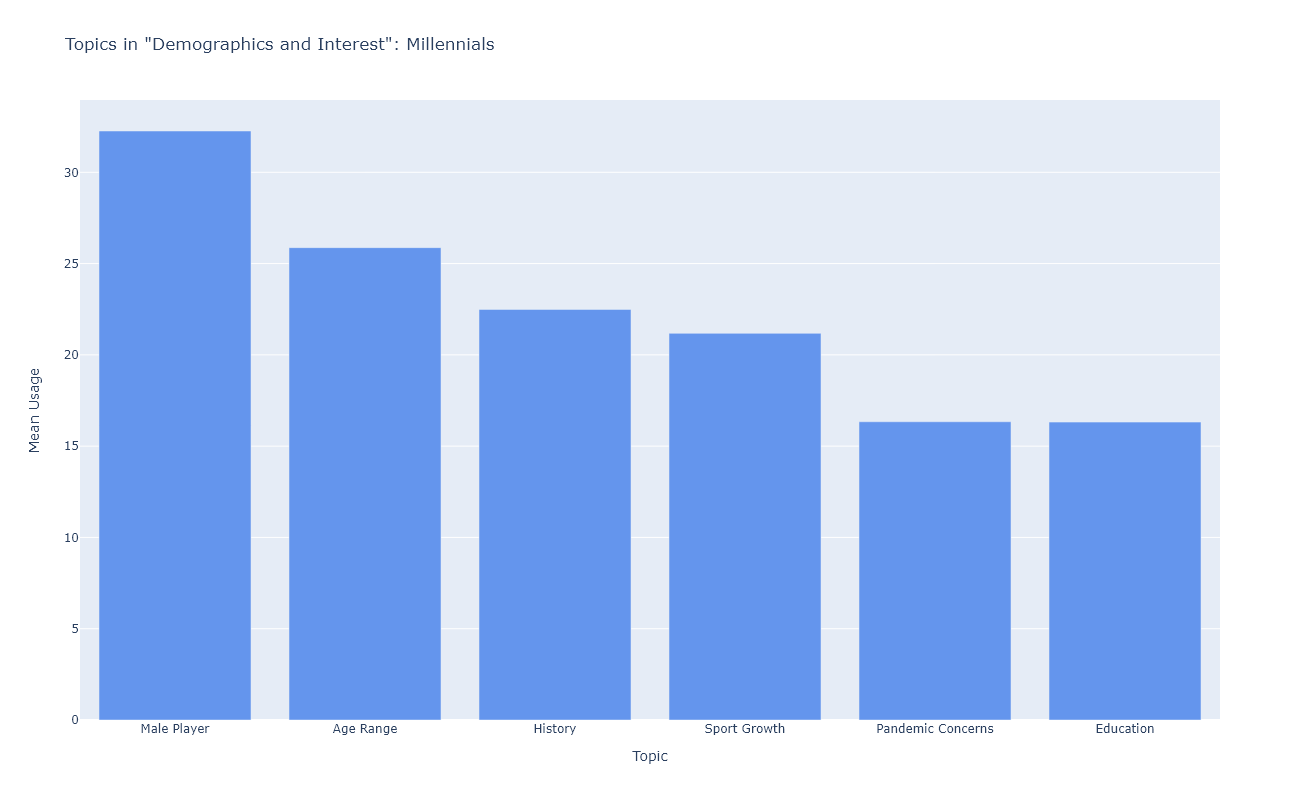 Topics in "Demographics and Interest": Millennials
Mean Usage
30
25
20
15
10
5
0
Male Player
Age Range
History
Sport Growth
Pandemic Concerns
Education
Topic